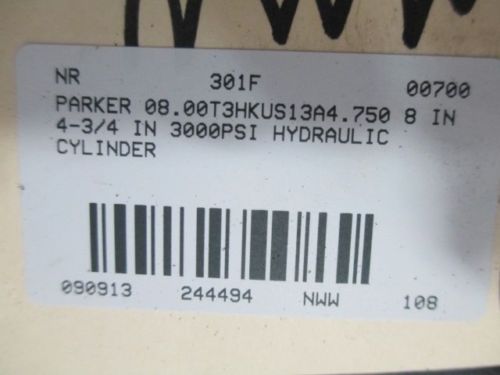 NR 301F 00700
PARKER 08.00T3HKUS13A4.750 8 IN
4-3/4 IN 3000PSI HYDRAULIC
CYLINDER
090913 244494 NWW 108